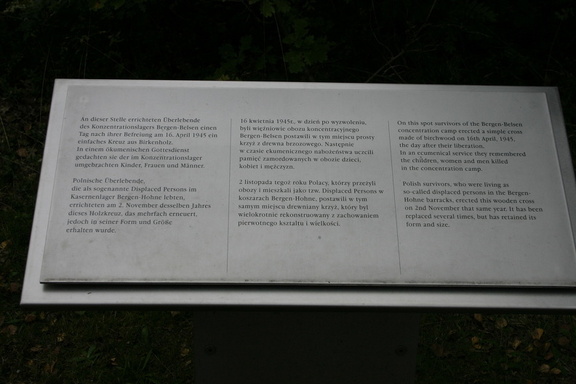 An dieser Stelle errichteten Überlebende
des Konzentrationslagers Bergen-Belsen einen
Tag nach ihrer Befreiung am 16. April 1945 ein
einfaches Kreuz aus Birkenholz.
In einem ökumenischen Gottesdienst
gedachten sie der im Konzentrationslager
umgebrachten Kinder, Frauen und Männer.
Polnische Überlebende,
die als sogenannte Displaced Persons im
Kasernenlager Bergen-Hohne lebten,
errichteten am 2. November desselben Jahres
dieses Holzkreuz, das mehrfach erneuert,
jedoch in seiner Form und Größe
erhalten wurde.
16 kwietnia 1945r., w dzień po wyzwoleniu,
byli więźniowie obozu koncentracyjnego
Bergen-Belsen postawili w tym miejscu prosty
krzyż z drewna brzozowego. Następnie
w czasie ekumenicznego nabożeństwa uczcili
pamięć zamordowanych w obozie dzieci,
kobiet i mężczyzn.
2 listopada tegoż roku Polacy, którzy przeżyli
obozy i mieszkali jako tzw. Displaced Persons w
koszarach Bergen-Hohne, postawili w tym
samym miejscu drewniany krzyż, który był
wielokrotnie rekonstruowany z zachowaniem
pierwotnego kształtu i wielkości.
On this spot survivors of the Bergen-Belsen
concentration camp erected a simple cross
made of birchwood on 16th April, 1945,
the day after their liberation.
In an ecumenical service they remembered
the children, women and men killed
in the concentration camp.
Polish survivors, who were living as
so-called displaced persons in the Bergen-
Hohne barracks, erected this wooden cross
on 2nd November that same year. It has been
replaced several times, but has retained its
form and size.